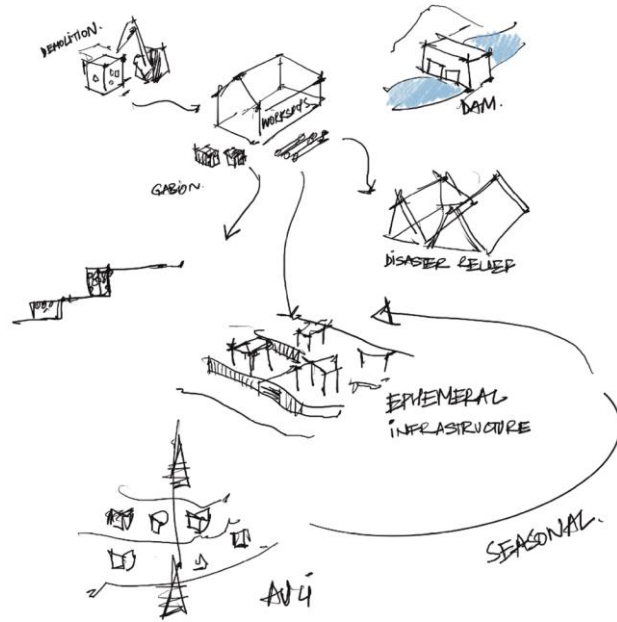 DEMOLITION.
WORKSHOPS
DAM.
GABION.
DISASTER RELIEF
EPHEMERAL
INFRASTRUCTURE
SEASONAL.